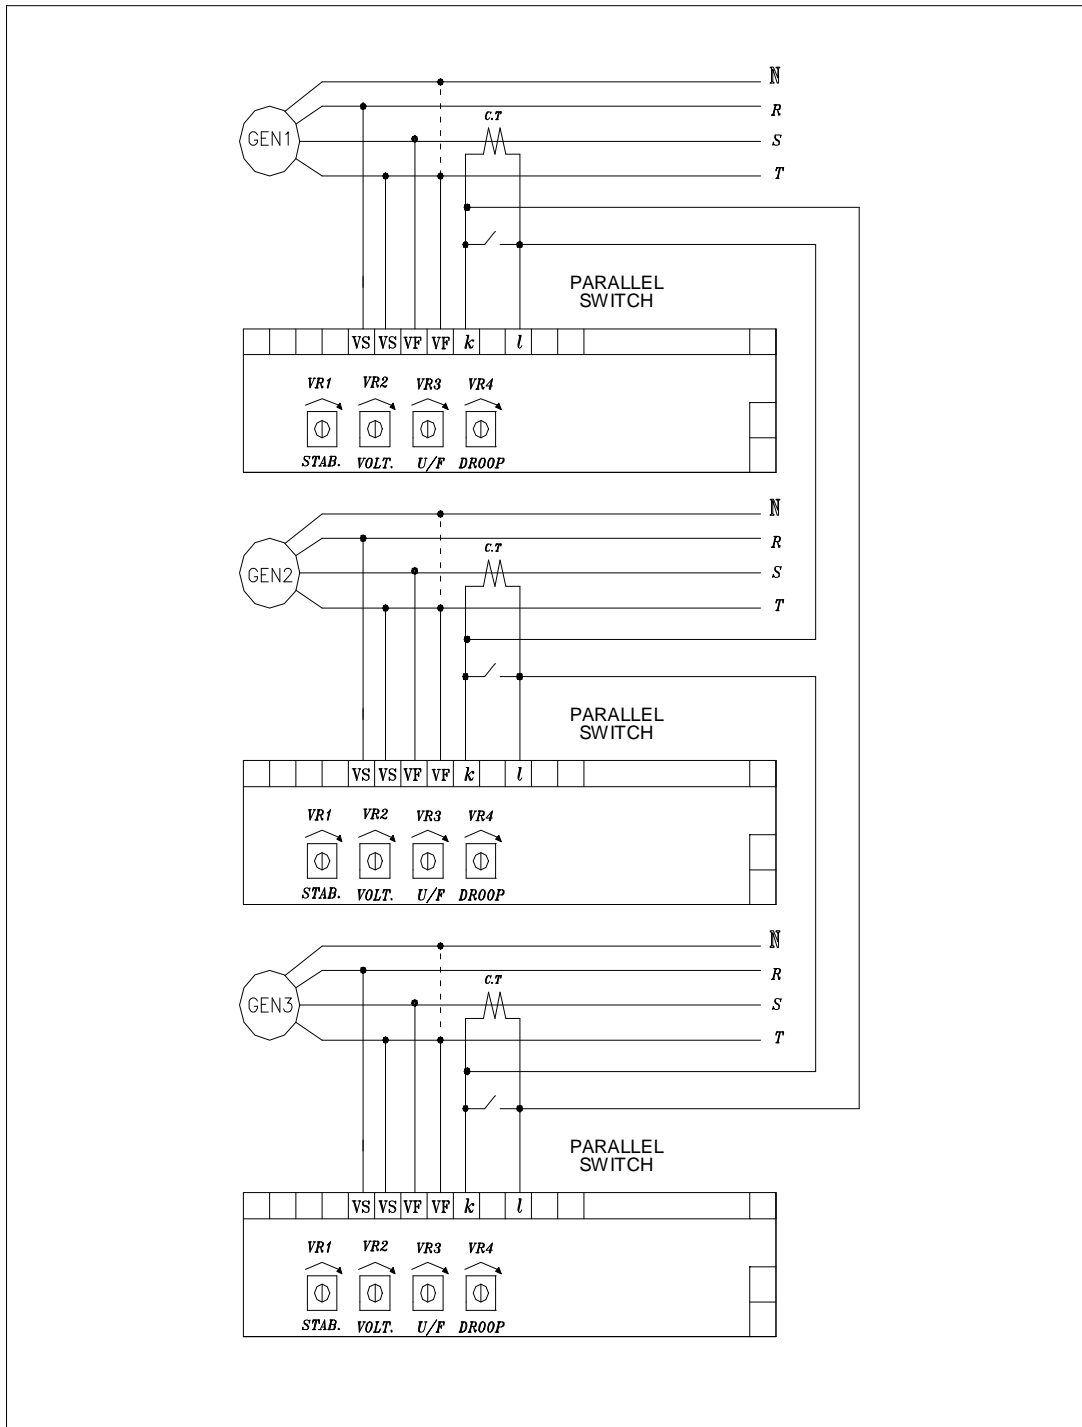 N
R
C.T
GEN1
S
T
PARALLEL
SWITCH
VS VS VF VF k l
VR1 VR2 VR3 VR4
STAB. VOLT. U/F DROOP
N
R
C.T
GEN2
S
T
PARALLEL
SWITCH
VS VS VF VF k l
VR1 VR2 VR3 VR4
STAB. VOLT. U/F DROOP
N
R
C.T
GEN3
S
T
PARALLEL
SWITCH
VS VS VF VF k l
VR1 VR2 VR3 VR4
STAB. VOLT. U/F DROOP